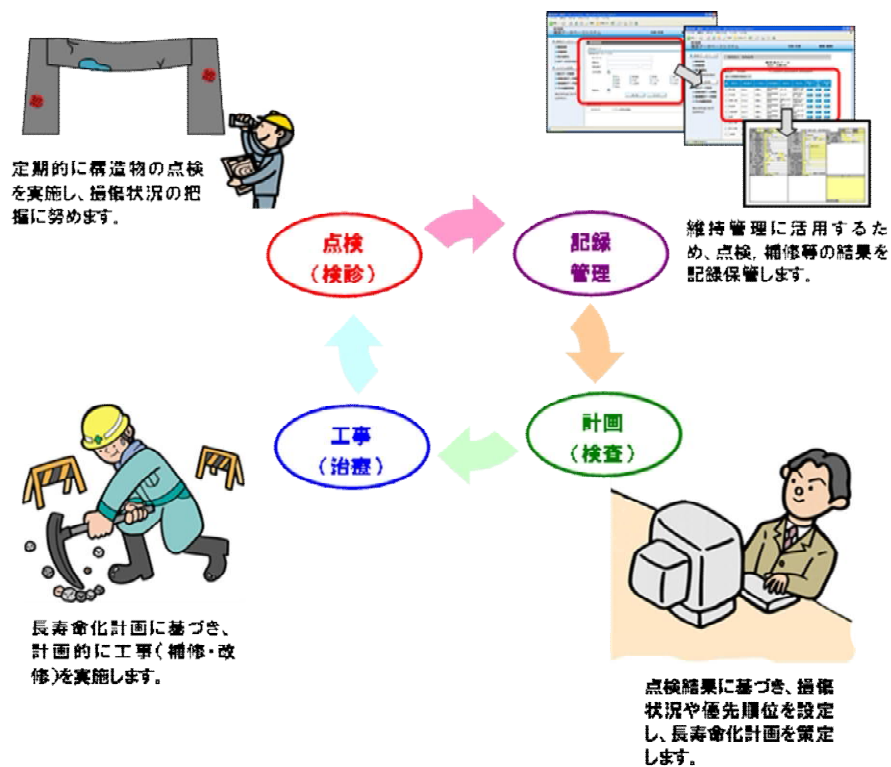 定期的に構造物の点検
を実施し、損傷状況の把
握に努めます。
点検
（検診）
記録
管理
維持管理に活用するた
め、点検，補修等の結果を
記録保管します。
工事
（治療）
計画
（検査）
長寿命化計画に基づき、
計画的に工事（補修・改
修）を実施します。
点検結果に基づき、損傷
状況や優先順位を設定
し、長寿命化計画を策定
します。